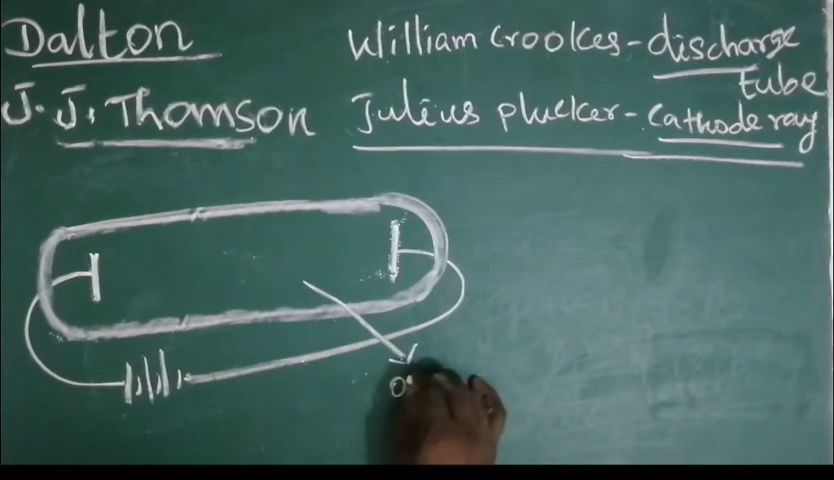 Dalton
William Crookes - discharge
tube
J. J. Thomson
Julius plucker - Cathode ray